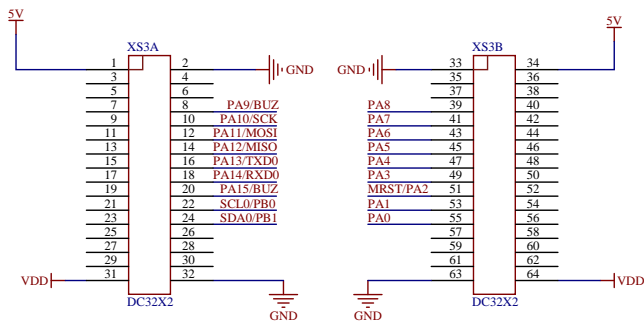 5V
5V
XS3A
XS3B
1 2 GND
GND 33 34
3 4
35 36
5 6
37 38
7 8 PA9/BUZ
PA8 39 40
9 10 PA10/SCK
PA7 41 42
11 12 PA11/MOSI
PA6 43 44
13 14 PA12/MISO
PA5 45 46
15 16 PA13/TXD0
PA4 47 48
17 18 PA14/RXD0
PA3 49 50
19 20 PA15/BUZ
MRST/PA2 51 52
21 22 SCL0/PB0
PA1 53 54
23 24 SDA0/PB1
PA0 55 56
25 26
57 58
27 28
59 60
29 30
61 62
VDD 31 32
63 64 VDD
DC32X2
GND
GND
DC32X2